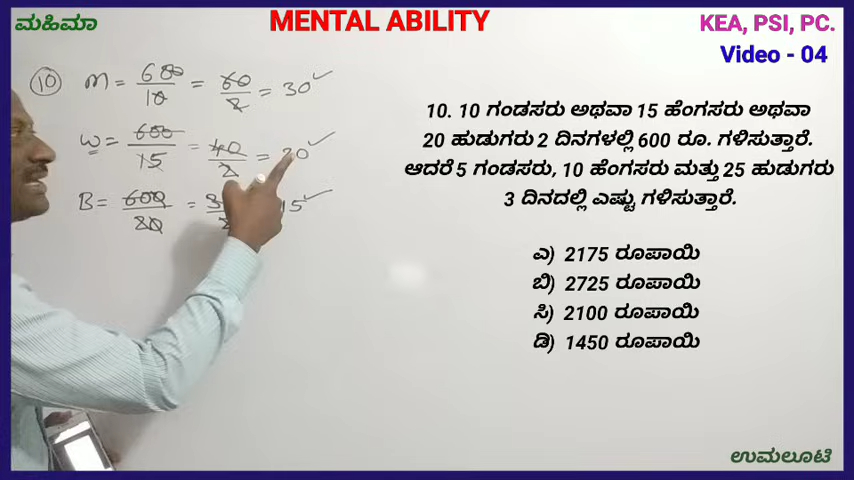 ಮಹಿಮಾ
MENTAL ABILITY
KEA, PSI, PC.
Video - 04
10. 10 ಗಂಡಸರು ಅಥವಾ 15 ಹೆಂಗಸರು ಅಥವಾ
20 ಹುಡುಗರು 2 ದಿನಗಳಲ್ಲಿ 600 ರೂ. ಗಳಿಸುತ್ತಾರೆ.
ಆದರೆ 5 ಗಂಡಸರು, 10 ಹೆಂಗಸರು ಮತ್ತು 25 ಹುಡುಗರು
3 ದಿನದಲ್ಲಿ ಎಷ್ಟು ಗಳಿಸುತ್ತಾರೆ.
ಎ) 2175 ರೂಪಾಯಿ
ಬಿ) 2725 ರೂಪಾಯಿ
ಸಿ) 2100 ರೂಪಾಯಿ
ಡಿ) 1450 ರೂಪಾಯಿ
10 M = 600/10 = 60/2 = 30 ✓
W = 600/15 = 40/2 = 20 ✓
B = 600/20 = 15 ✓
ಉಮಲೂಟಿ